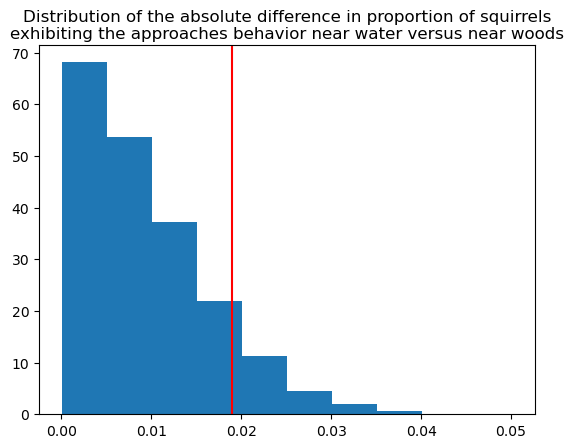 Distribution of the absolute difference in proportion of squirrels
exhibiting the approaches behavior near water versus near woods
70
60
50
40
30
20
10
0
0.00 0.01 0.02 0.03 0.04 0.05